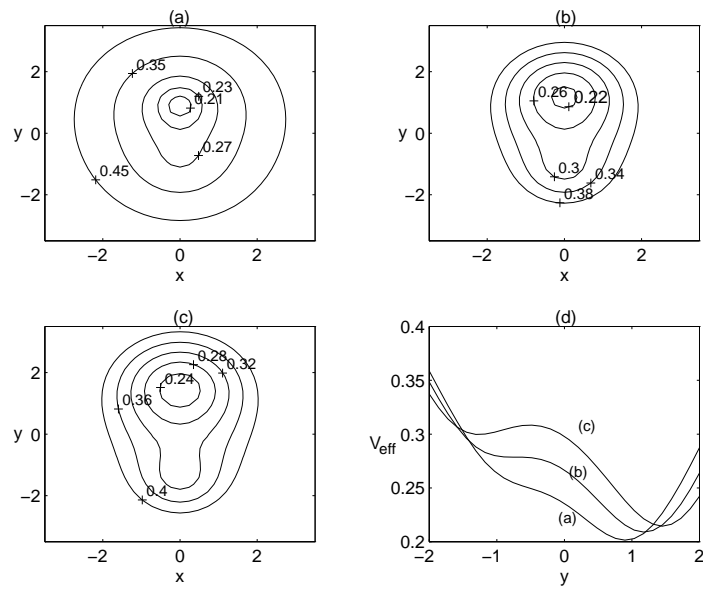 (a)
0.35
0.23
0.21
0.27
0.45
2
0
−2
y
−2 0 2
x
(b)
0.26
0.22
0.3
0.34
0.38
2
0
−2
y
−2 0 2
x
(c)
0.28
0.32
0.24
0.36
0.4
2
0
−2
y
−2 0 2
x
(d)
0.4
0.35
0.3
0.25
0.2
Veff
(c)
(b)
(a)
−2 −1 0 1 2
y